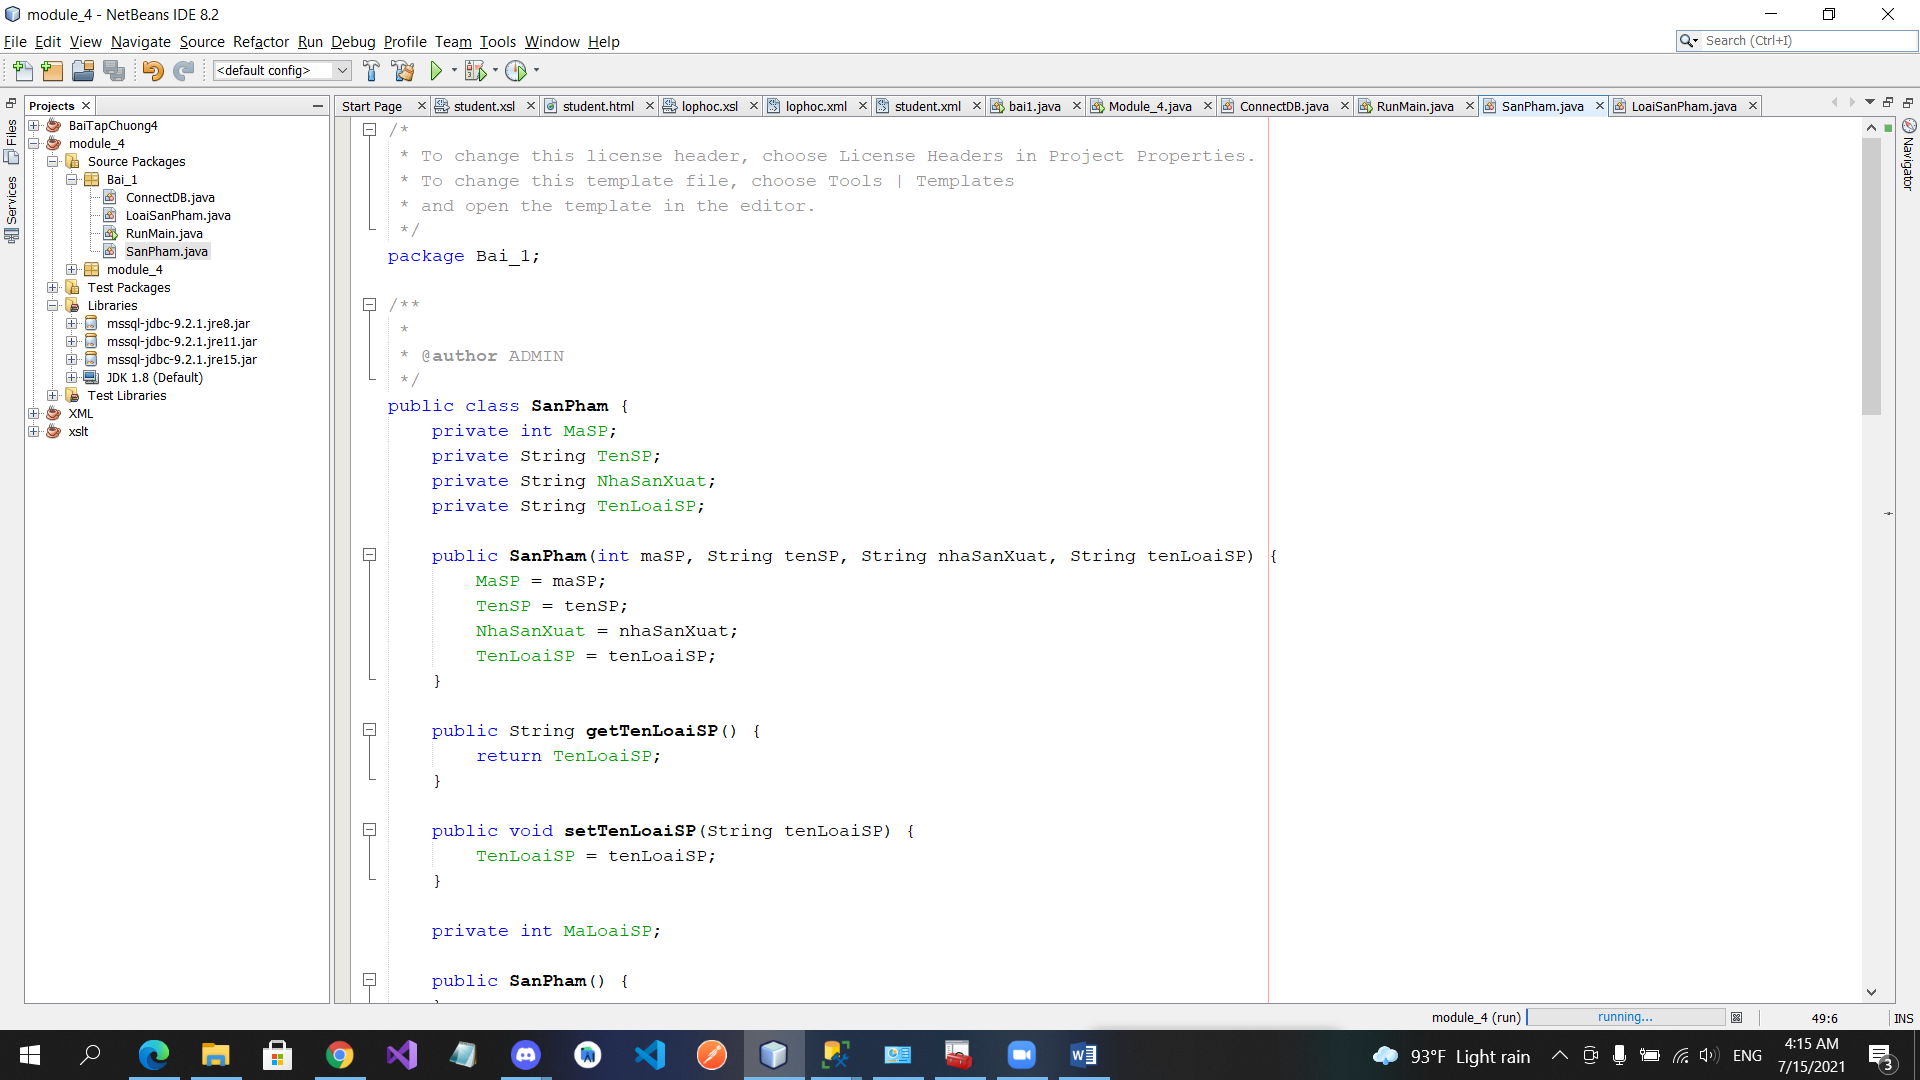 module_4 - NetBeans IDE 8.2
File Edit View Navigate Source Refactor Run Debug Profile Team Tools Window Help
Search (Ctrl+I)
<default config>
Projects
Start Page student.xsl student.html lophoc.xsl lophoc.xml student.xml bai1.java Module_4.java ConnectDB.java RunMain.java SanPham.java LoaiSanPham.java
Files
Services
Navigator
BaiTapChuong4
module_4
Source Packages
Bai_1
ConnectDB.java
LoaiSanPham.java
RunMain.java
SanPham.java
module_4
Test Packages
Libraries
mssql-jdbc-9.2.1.jre8.jar
mssql-jdbc-9.2.1.jre11.jar
mssql-jdbc-9.2.1.jre15.jar
JDK 1.8 (Default)
Test Libraries
XML
xslt
/*
* To change this license header, choose License Headers in Project Properties.
* To change this template file, choose Tools | Templates
* and open the template in the editor.
*/
package Bai_1;
/**
*
* @author ADMIN
*/
public class SanPham {
private int MaSP;
private String TenSP;
private String NhaSanXuat;
private String TenLoaiSP;
public SanPham(int maSP, String tenSP, String nhaSanXuat, String tenLoaiSP) {
MaSP = maSP;
TenSP = tenSP;
NhaSanXuat = nhaSanXuat;
TenLoaiSP = tenLoaiSP;
}
public String getTenLoaiSP() {
return TenLoaiSP;
}
public void setTenLoaiSP(String tenLoaiSP) {
TenLoaiSP = tenLoaiSP;
}
private int MaLoaiSP;
public SanPham() {
module_4 (run) running... 49:6 INS
93°F Light rain ENG
4:15 AM
7/15/2021
3